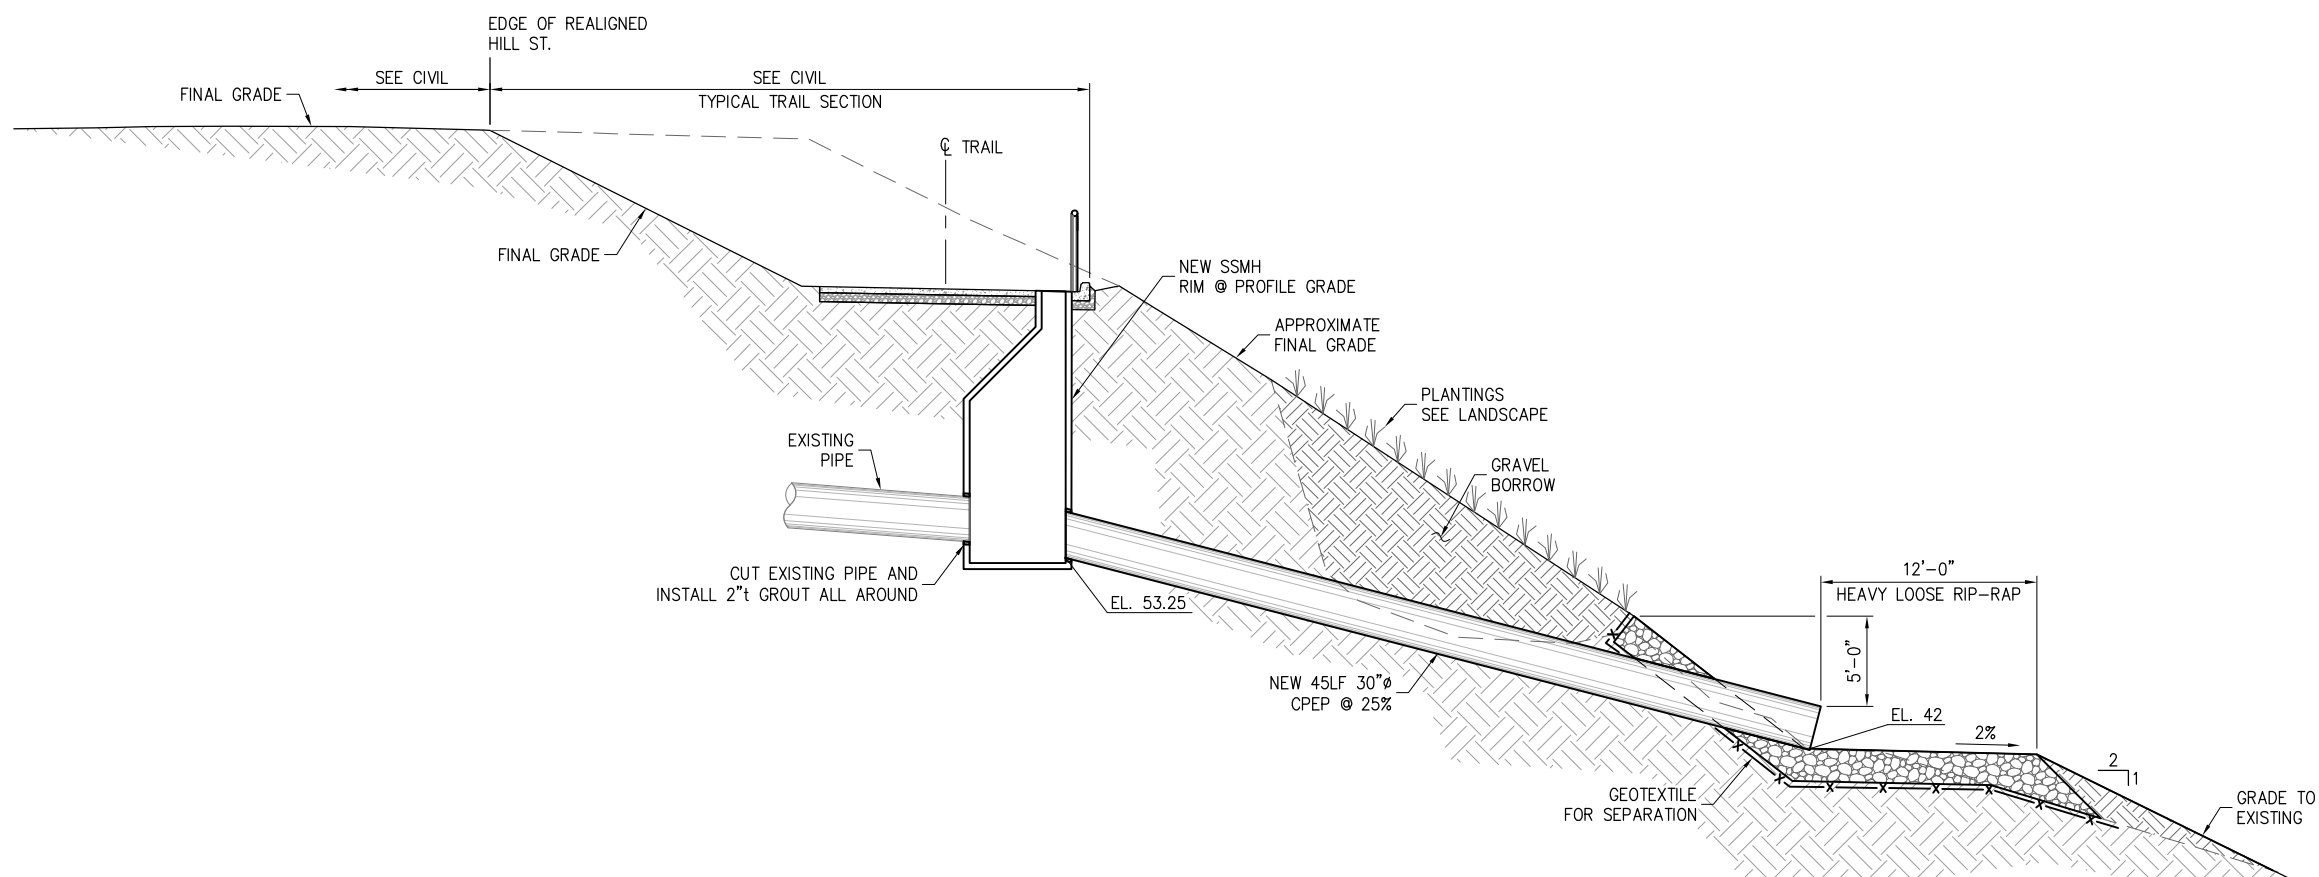 EDGE OF REALIGNED
HILL ST.
SEE CIVIL
SEE CIVIL
FINAL GRADE
TYPICAL TRAIL SECTION
℄ TRAIL
FINAL GRADE
NEW SSMH
RIM @ PROFILE GRADE
APPROXIMATE
FINAL GRADE
PLANTINGS
SEE LANDSCAPE
EXISTING
PIPE
GRAVEL
BORROW
CUT EXISTING PIPE AND
INSTALL 2"t GROUT ALL AROUND
EL. 53.25
12'-0"
HEAVY LOOSE RIP-RAP
5'-0"
NEW 45LF 30"ø
CPEP @ 25%
EL. 42
2%
2
1
GEOTEXTILE
FOR SEPARATION
GRADE TO
EXISTING